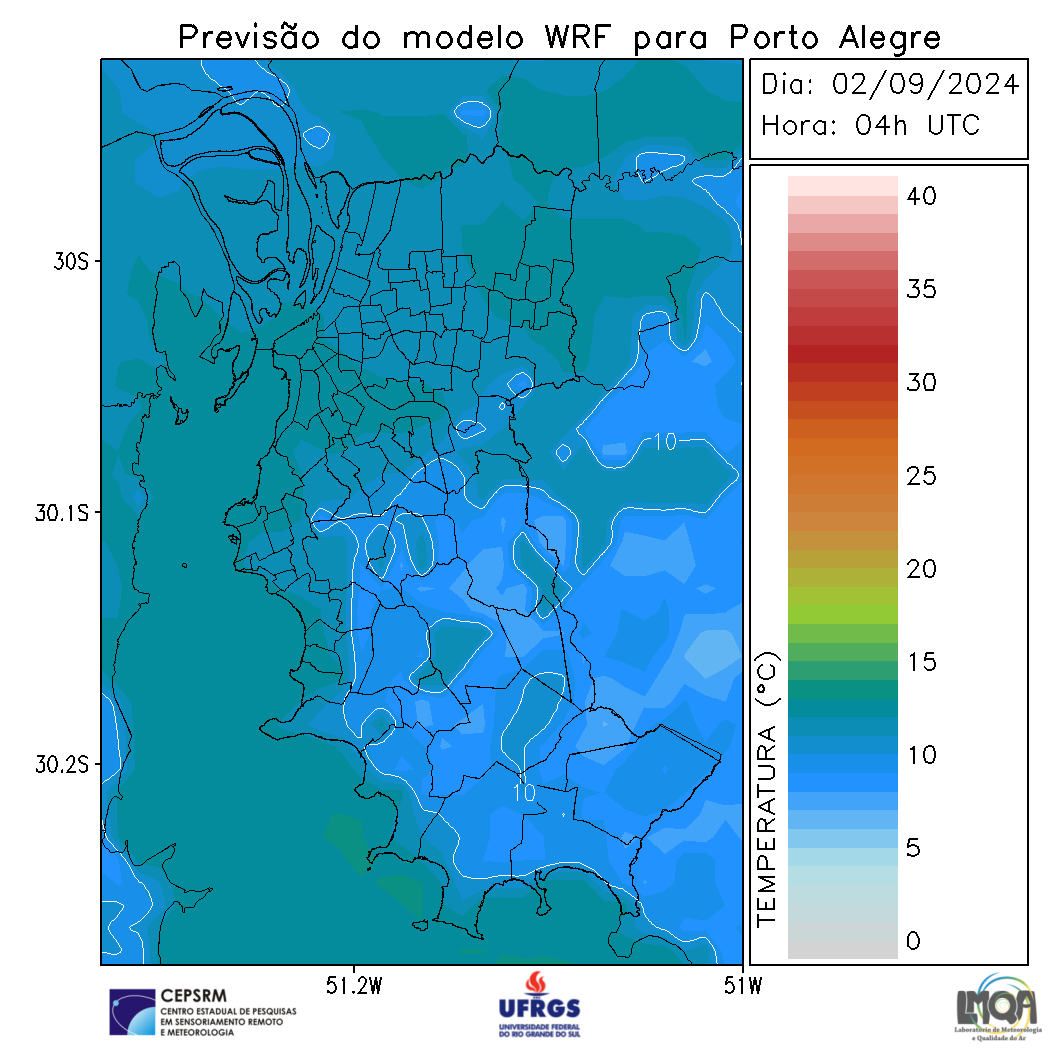 Previsão do modelo WRF para Porto Alegre
Dia: 02/09/2024
Hora: 04h UTC
40
35
30
25
20
15
10
5
0
TEMPERATURA (°C)
30S
30.1S
30.2S
10
10
51.2W
51W
CEPSRM
CENTRO ESTADUAL DE PESQUISAS
EM SENSORIAMENTO REMOTO
E METEOROLOGIA
UFRGS
UNIVERSIDADE FEDERAL
DO RIO GRANDE DO SUL
LMQA
Laboratório de Meteorologia
e Qualidade do Ar